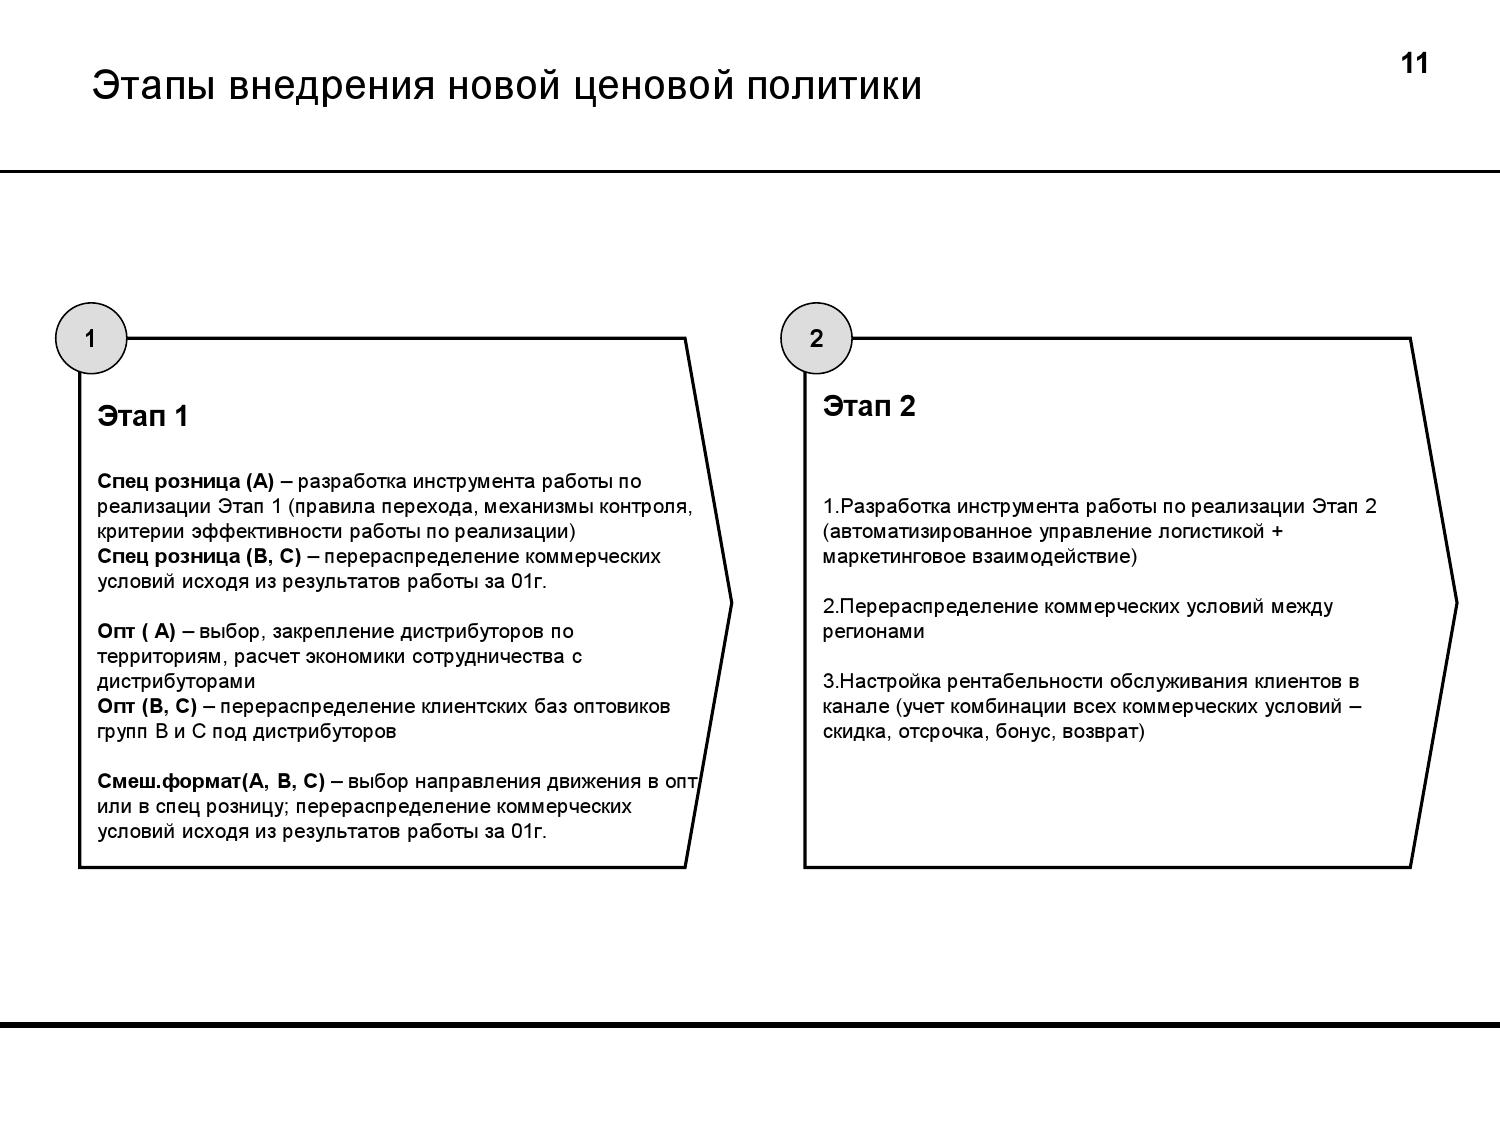 Этапы внедрения новой ценовой политики
11
1
Этап 1
Спец розница (А) – разработка инструмента работы по
реализации Этап 1 (правила перехода, механизмы контроля,
критерии эффективности работы по реализации)
Спец розница (В, С) – перераспределение коммерческих
условий исходя из результатов работы за 01г.
Опт ( А) – выбор, закрепление дистрибуторов по
территориям, расчет экономики сотрудничества с
дистрибуторами
Опт (В, С) – перераспределение клиентских баз оптовиков
групп В и С под дистрибуторов
Смеш.формат(А, В, С) – выбор направления движения в опт
или в спец розницу; перераспределение коммерческих
условий исходя из результатов работы за 01г.
2
Этап 2
1.Разработка инструмента работы по реализации Этап 2
(автоматизированное управление логистикой +
маркетинговое взаимодействие)
2.Перераспределение коммерческих условий между
регионами
3.Настройка рентабельности обслуживания клиентов в
канале (учет комбинации всех коммерческих условий –
скидка, отсрочка, бонус, возврат)